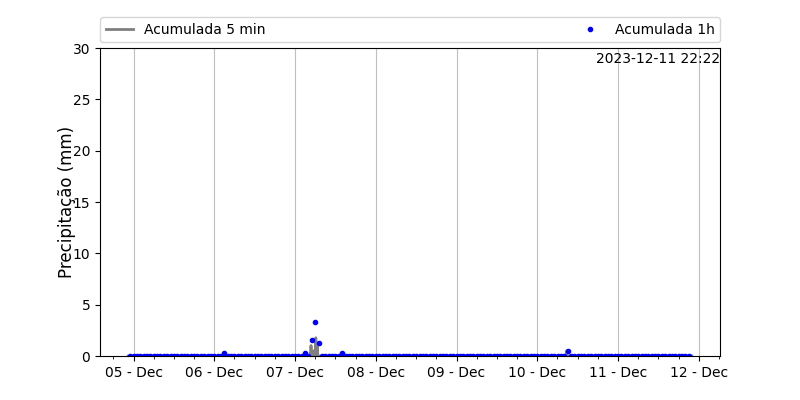 Acumulada 5 min
Acumulada 1h
2023-12-11 22:22
Precipitação (mm)
30
25
20
15
10
5
0
05 - Dec
06 - Dec
07 - Dec
08 - Dec
09 - Dec
10 - Dec
11 - Dec
12 - Dec